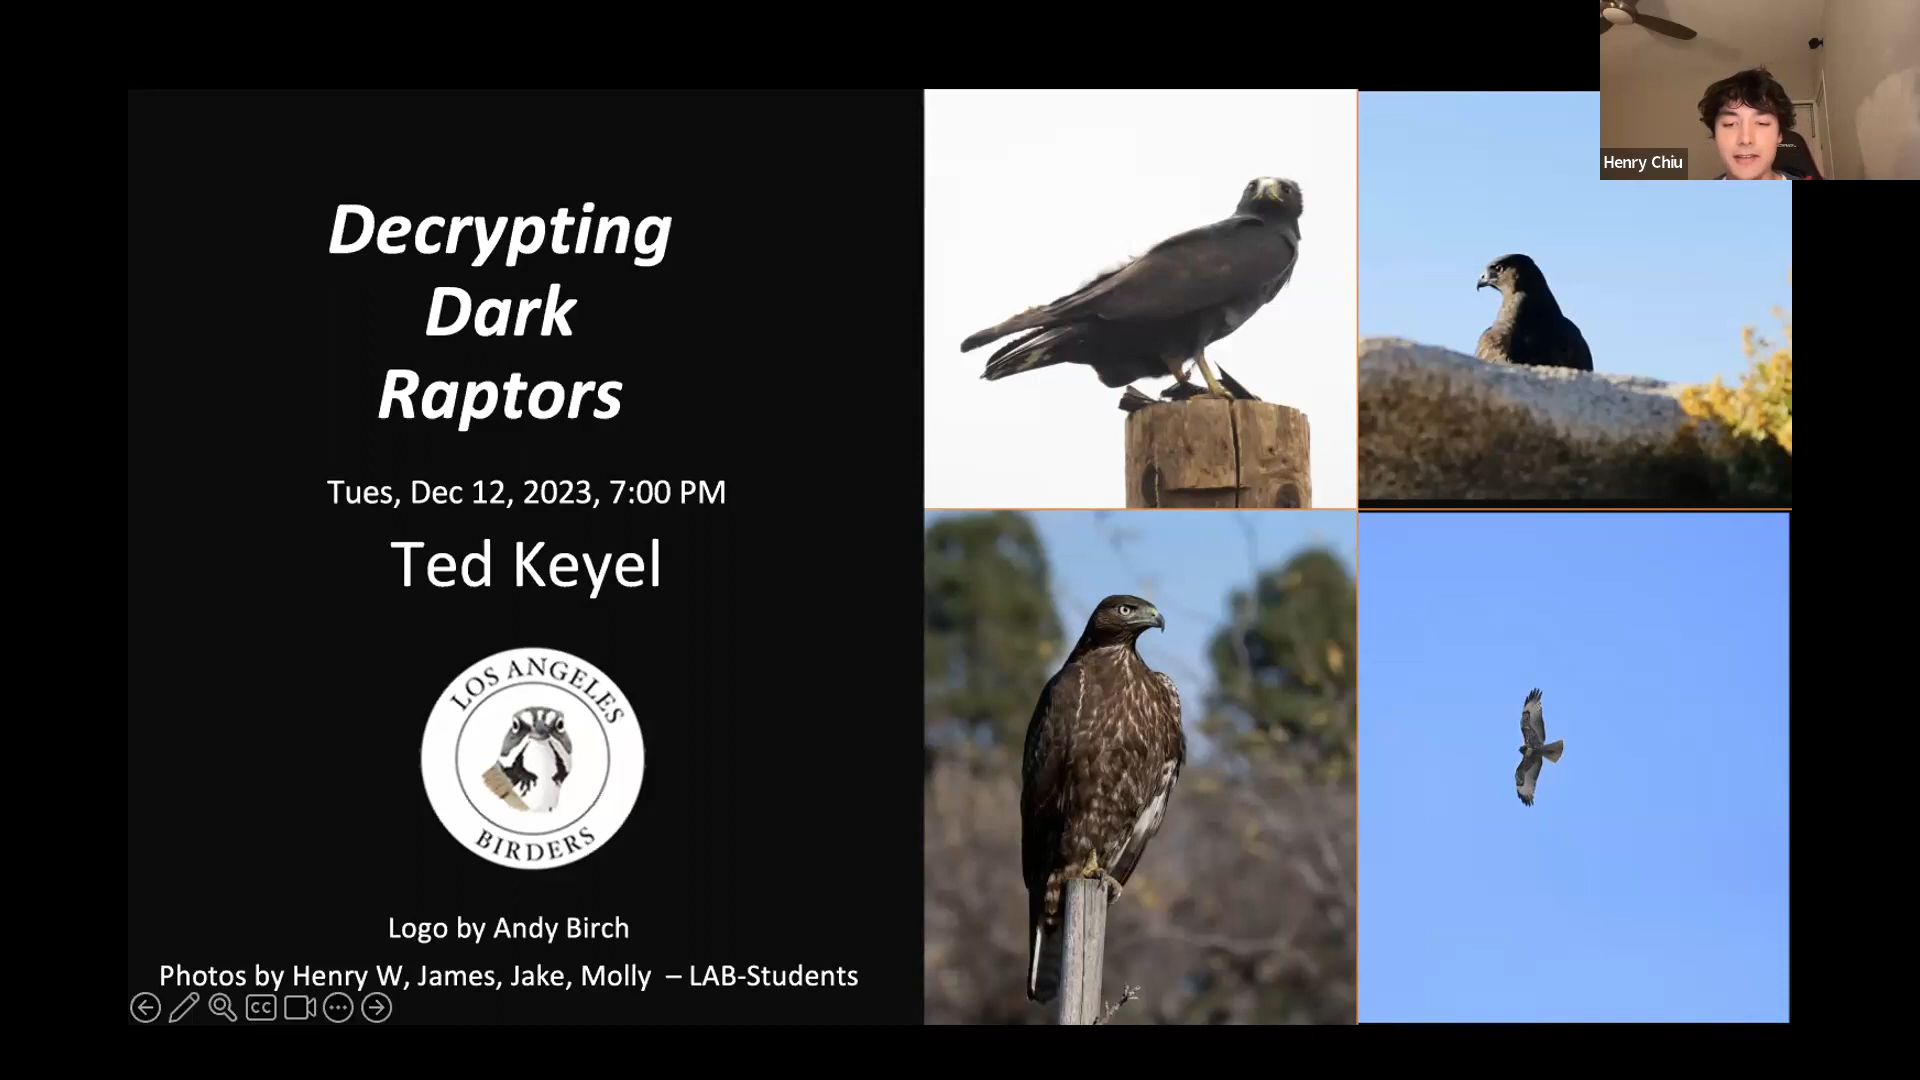 Henry Chiu
Decrypting
Dark
Raptors
Tues, Dec 12, 2023, 7:00 PM
Ted Keyel
LOS ANGELES
BIRDERS
Logo by Andy Birch
Photos by Henry W, James, Jake, Molly – LAB-Students
CC